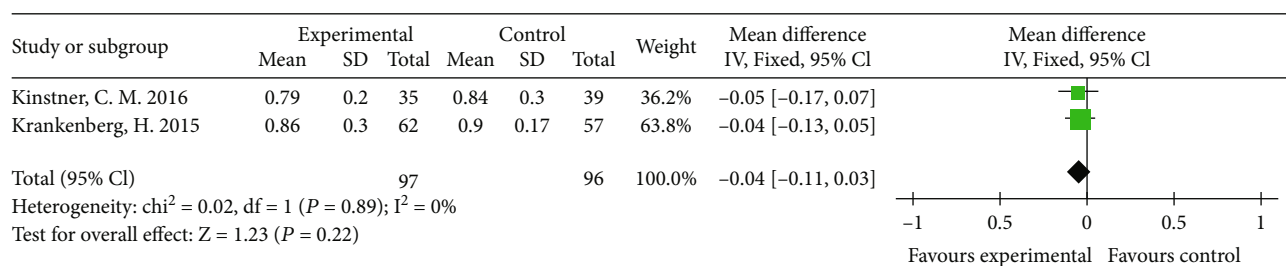 Study or subgroup Experimental Control Weight Mean difference Mean difference
Mean SD Total Mean SD Total IV, Fixed, 95% Cl IV, Fixed, 95% Cl
Kinstner, C. M. 2016 0.79 0.2 35 0.84 0.3 39 36.2% –0.05 [–0.17, 0.07]
Krankenberg, H. 2015 0.86 0.3 62 0.9 0.17 57 63.8% –0.04 [–0.13, 0.05]
Total (95% Cl) 97 96 100.0% –0.04 [–0.11, 0.03]
Heterogeneity: chi² = 0.02, df = 1 (P = 0.89); I² = 0%
Test for overall effect: Z = 1.23 (P = 0.22)
–1 0.5 0 0.5 1
Favours experimental Favours control